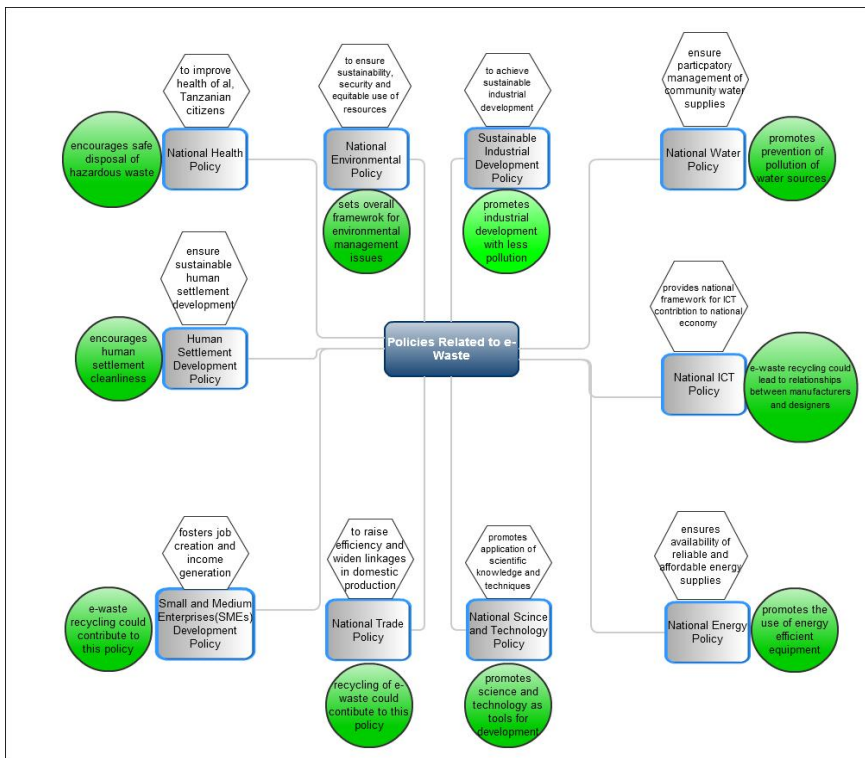 to improve
health of al,
Tanzanian
citizens
encourages safe
disposal of
hazardous waste
National Health
Policy
to ensure
sustainability,
security and
equitable use of
resources
National
Environmental
Policy
sets overall
framewrok for
environmental
management
issues
to achieve
sustainable
industrial
development
Sustainable
Industrial
Development
Policy
promotes
industrial
development
with less
pollution
ensure
particpatory
management of
community water
supplies
National Water
Policy
promotes
prevention of
pollution of
water sources
ensure
sustainable
human
settlement
development
encourages
human
settlement
cleanliness
Human
Settlement
Development
Policy
Policies Related to e-
Waste
provides national
framework for ICT
contribtion to national
economy
National ICT
Policy
e-waste recycling could
lead to relationships
between manufacturers
and designers
fosters job
creation and
income
generation
e-waste
recycling could
contribute to
this policy
Small and Medium
Enterprises(SMEs)
Development
Policy
to raise
efficiency and
widen linkages
in domestic
production
National Trade
Policy
recycling of e-
waste could
contibute to this
policy
promotes
application of
scientific
knowledge and
techniques
National Scince
and Technology
Policy
promotes
science and
technology as
tools for
development
ensures
availability of
reliable and
affordable energy
supplies
National Energy
Policy
promotes the
use of energy
efficient
equipment